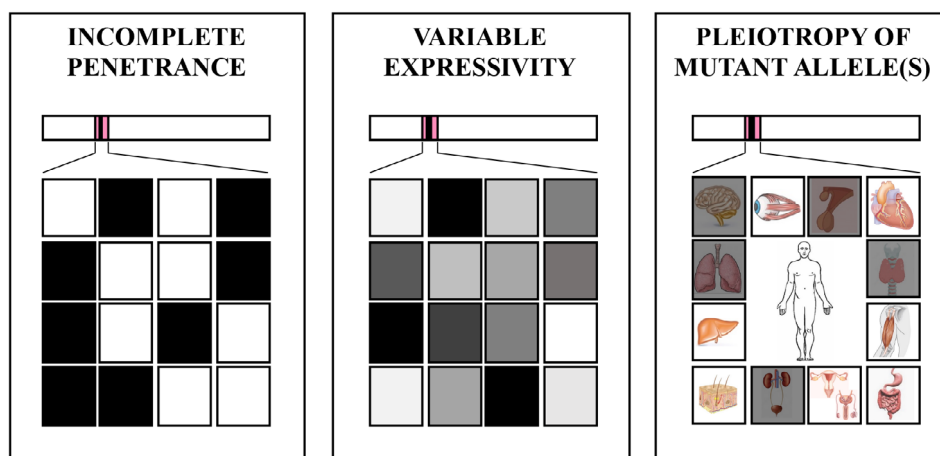 INCOMPLETE
PENETRANCE
VARIABLE
EXPRESSIVITY
PLEIOTROPY OF
MUTANT ALLELE(S)